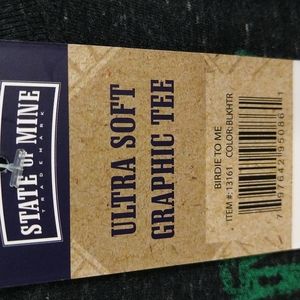 STATE OF MINE
TRADEMARK
ULTRA SOFT
GRAPHIC TEE
BIRDIE TO ME
ITEM #: 13161 COLOR:BLKHTR